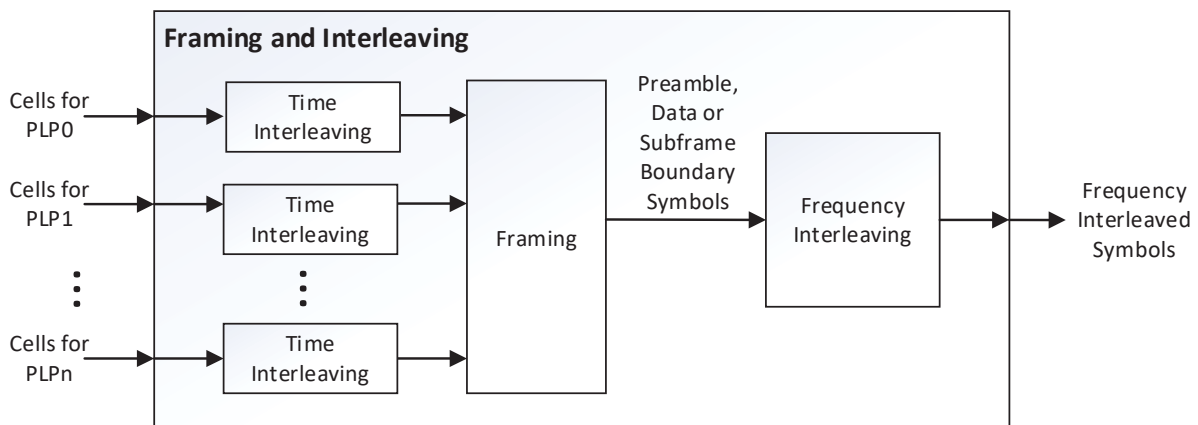 Framing and Interleaving
Cells for
PLP0
Time
Interleaving
Cells for
PLP1
Time
Interleaving
Cells for
PLPn
Time
Interleaving
Framing
Preamble,
Data or
Subframe
Boundary
Symbols
Frequency
Interleaving
Frequency
Interleaved
Symbols